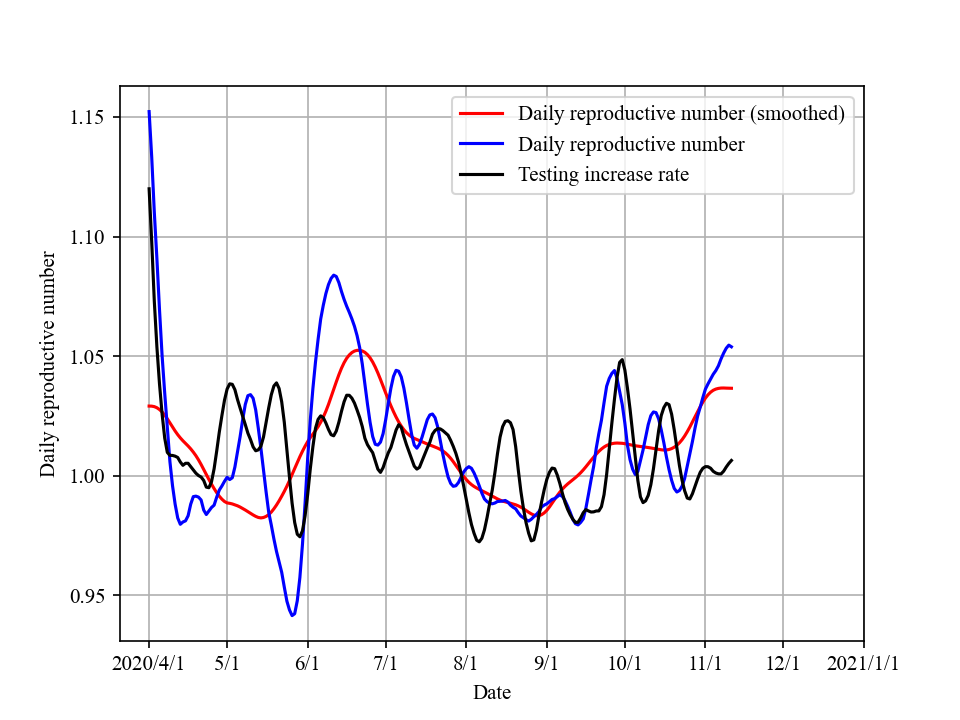 Daily reproductive number (smoothed)
Daily reproductive number
Testing increase rate
Daily reproductive number
1.15
1.10
1.05
1.00
0.95
2020/4/1 5/1 6/1 7/1 8/1 9/1 10/1 11/1 12/1 2021/1/1
Date